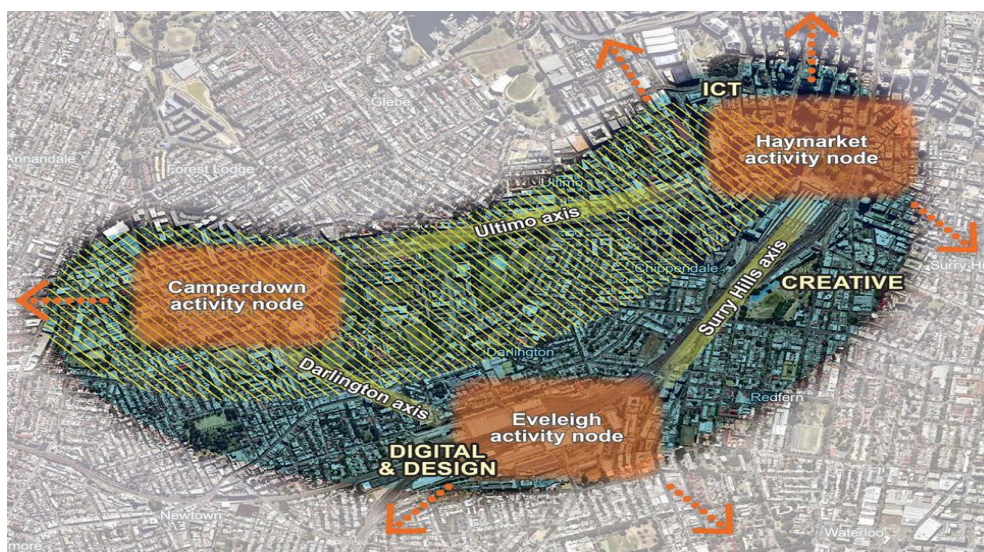 ICT
Haymarket
activity node
Glebe
Annandale
Forest Lodge
Ultimo
Ultimo axis
Surry Hills axis
Chippendale
CREATIVE
Camperdown
activity node
Darlington
Darlington axis
Redfern
Eveleigh
activity node
DIGITAL
& DESIGN
Newtown
Waterloo
more